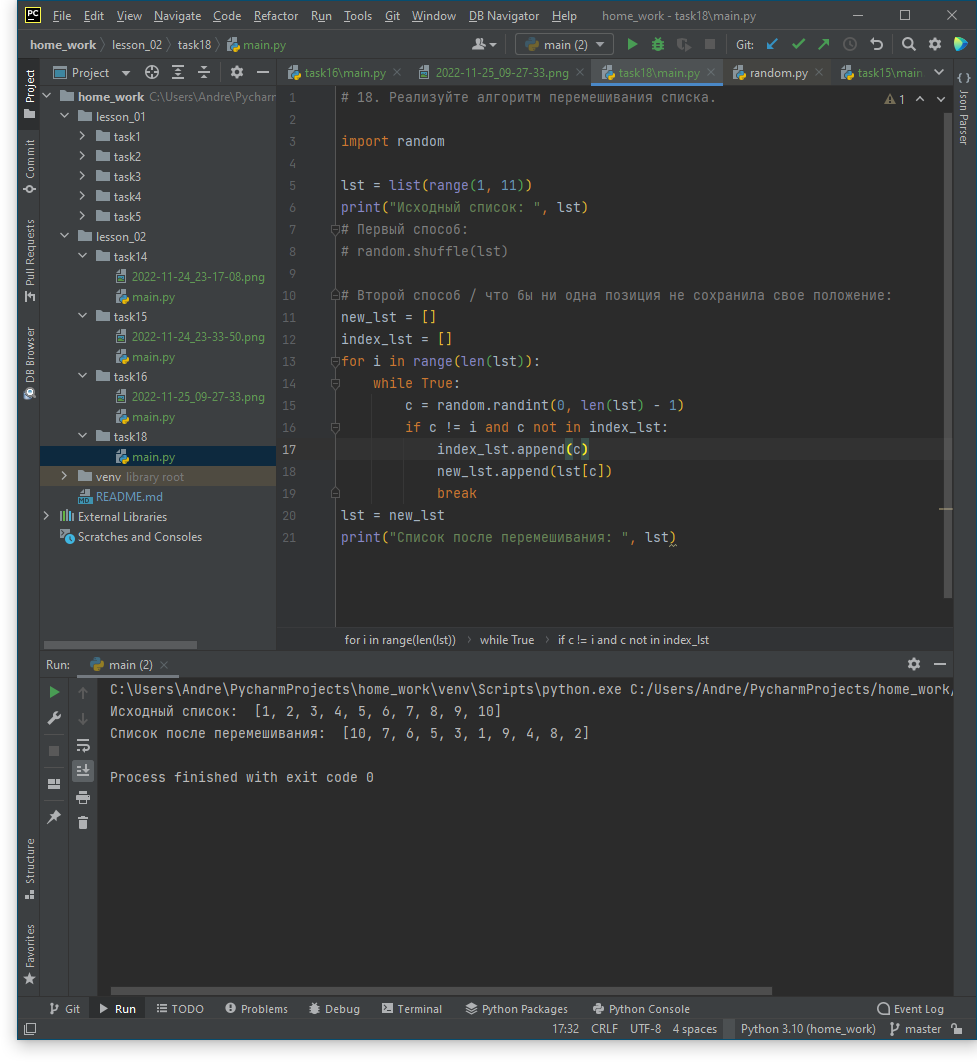 PC File Edit View Navigate Code Refactor Run Tools Git Window DB Navigator Help home_work - task18\main.py
home_work lesson_02 task18 main.py main (2) Git:
Project task16\main.py 2022-11-25_09-27-33.png task18\main.py random.py task15\main
home_work C:\Users\Andre\Pycharm
lesson_01
task1
task2
task3
task4
task5
lesson_02
task14
2022-11-24_23-17-08.png
main.py
task15
2022-11-24_23-33-50.png
main.py
task16
2022-11-25_09-27-33.png
main.py
task18
main.py
venv library root
README.md
External Libraries
Scratches and Consoles
Project
Commit
Pull Requests
DB Browser
Structure
Favorites
1 # 18. Реализуйте алгоритм перемешивания списка.
2
3 import random
4
5 lst = list(range(1, 11))
6 print("Исходный список: ", lst)
7 # Первый способ:
8 # random.shuffle(lst)
9
10 # Второй способ / что бы ни одна позиция не сохранила свое положение:
11 new_lst = []
12 index_lst = []
13 for i in range(len(lst)):
14 while True:
15 c = random.randint(0, len(lst) - 1)
16 if c != i and c not in index_lst:
17 index_lst.append(c)
18 new_lst.append(lst[c])
19 break
20 lst = new_lst
21 print("Список после перемешивания: ", lst)
1
{} Json Parser
for i in range(len(lst)) while True if c != i and c not in index_lst
Run: main (2)
C:\Users\Andre\PycharmProjects\home_work\venv\Scripts\python.exe C:/Users/Andre/PycharmProjects/home_work/
Исходный список: [1, 2, 3, 4, 5, 6, 7, 8, 9, 10]
Список после перемешивания: [10, 7, 6, 5, 3, 1, 9, 4, 8, 2]
Process finished with exit code 0
Git Run TODO Problems Debug Terminal Python Packages Python Console Event Log
17:32 CRLF UTF-8 4 spaces Python 3.10 (home_work) master